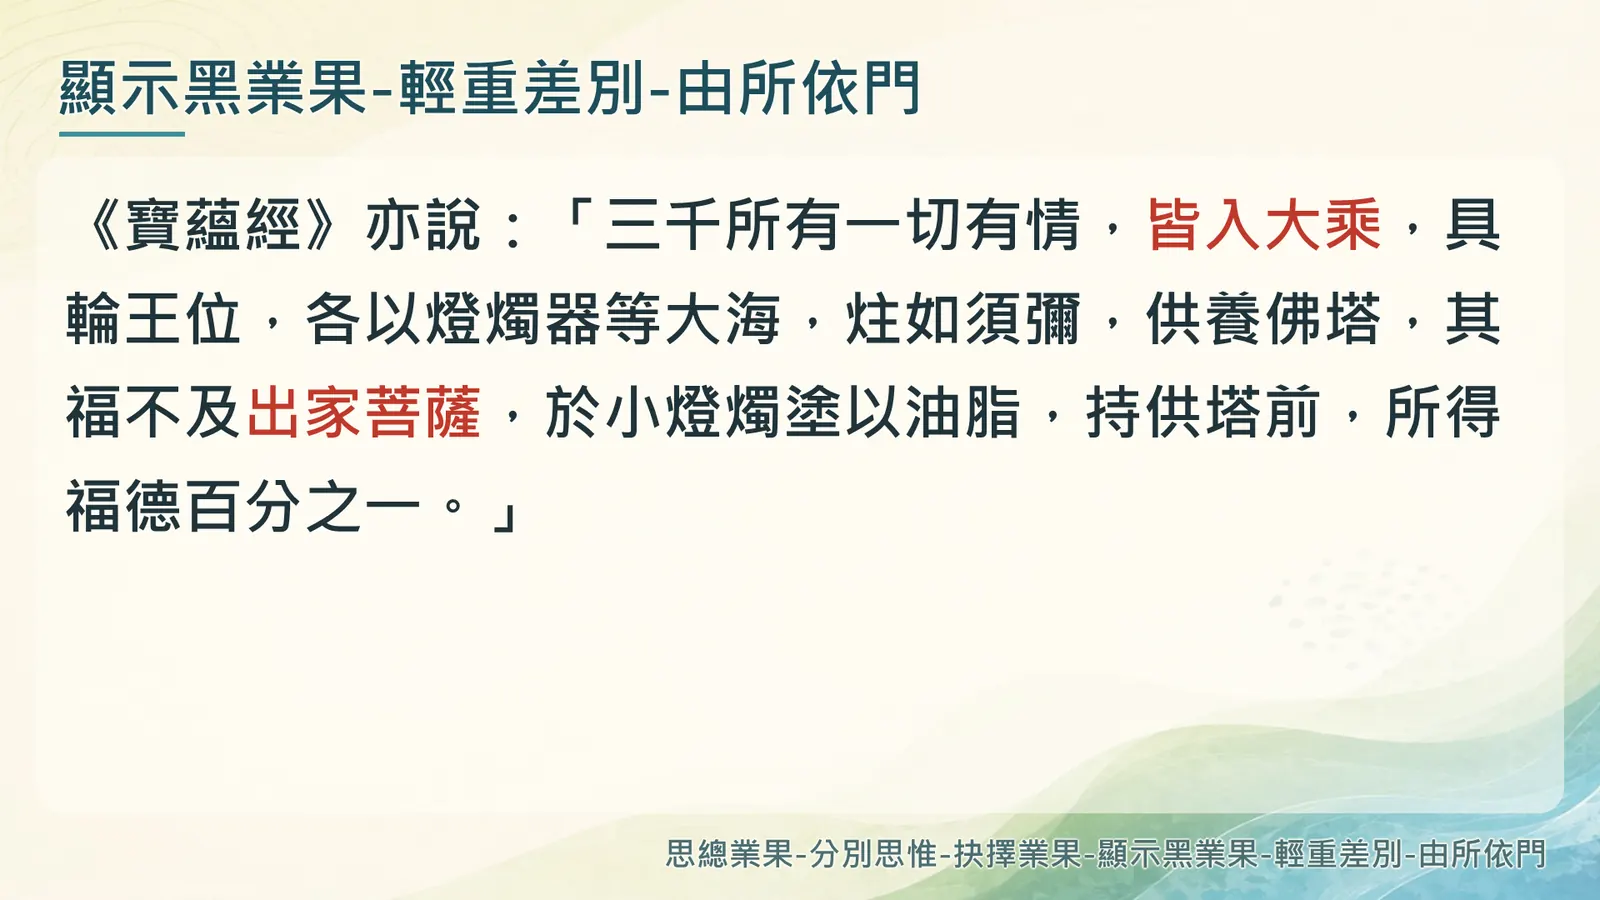 顯示黑業果-輕重差別-由所依門
《寶蘊經》亦說：「三千所有一切有情，皆入大乘，具
輪王位，各以燈燭器等大海，炷如須彌，供養佛塔，其
福不及出家菩薩，於小燈燭塗以油脂，持供塔前，所得
福德百分之一。」
思總業果-分別思惟-抉擇業果-顯示黑業果-輕重差別-由所依門